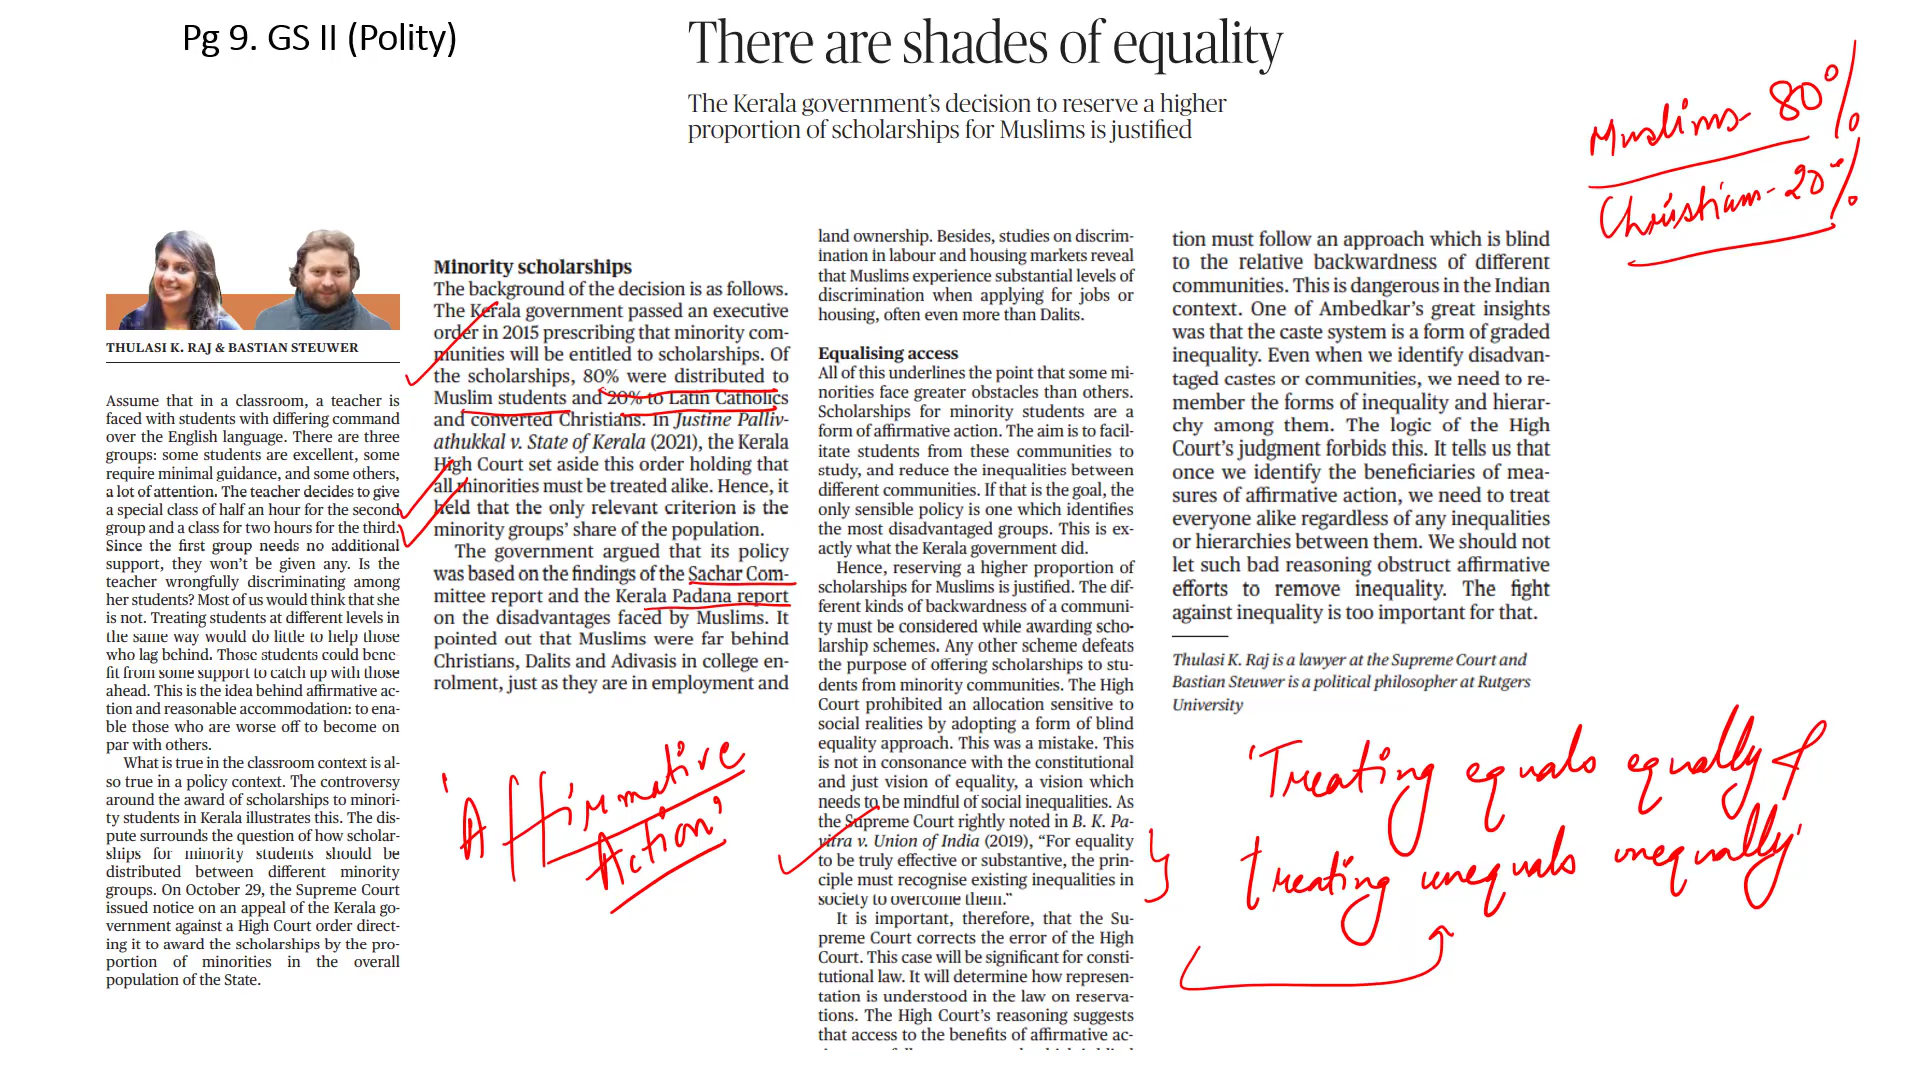 Pg 9. GS II (Polity)
There are shades of equality
The Kerala government's decision to reserve a higher
proportion of scholarships for Muslims is justified
Muslims- 80%
Christians- 20%
THULASI K. RAJ & BASTIAN STEUWER
Assume that in a classroom, a teacher is
faced with students with differing command
over the English language. There are three
groups: some students are excellent, some
require minimal guidance, and some others,
a lot of attention. The teacher decides to give
a special class of half an hour for the second
group and a class for two hours for the third.
Since the first group needs no additional
support, they won't be given any. Is the
teacher wrongfully discriminating among
her students? Most of us would think that she
is not. Treating students at different levels in
the same way would do little to help those
who lag behind. Those students could bene-
fit from some support to catch up with those
ahead. This is the idea behind affirmative ac-
tion and reasonable accommodation: to ena-
ble those who are worse off to become on
par with others.
What is true in the classroom context is al-
so true in a policy context. The controversy
around the award of scholarships to minori-
ty students in Kerala illustrates this. The dis-
pute surrounds the question of how scholar-
ships for minority students should be
distributed between different minority
groups. On October 29, the Supreme Court
issued notice on an appeal of the Kerala go-
vernment against a High Court order direct-
ing it to award the scholarships by the pro-
portion of minorities in the overall
population of the State.
Minority scholarships
The background of the decision is as follows.
The Kerala government passed an executive
order in 2015 prescribing that minority com-
munities will be entitled to scholarships. Of
the scholarships, 80% were distributed to
Muslim students and 20% to Latin Catholics
and converted Christians. In Justine Palliv-
athukkal v. State of Kerala (2021), the Kerala
High Court set aside this order holding that
all minorities must be treated alike. Hence, it
held that the only relevant criterion is the
minority groups' share of the population.
The government argued that its policy
was based on the findings of the Sachar Com-
mittee report and the Kerala Padana report
on the disadvantages faced by Muslims. It
pointed out that Muslims were far behind
Christians, Dalits and Adivasis in college en-
rolment, just as they are in employment and
'Affirmative
Action'
land ownership. Besides, studies on discrim-
ination in labour and housing markets reveal
that Muslims experience substantial levels of
discrimination when applying for jobs or
housing, often even more than Dalits.
Equalising access
All of this underlines the point that some mi-
norities face greater obstacles than others.
Scholarships for minority students are a
form of affirmative action. The aim is to facil-
itate students from these communities to
study, and reduce the inequalities between
different communities. If that is the goal, the
only sensible policy is one which identifies
the most disadvantaged groups. This is ex-
actly what the Kerala government did.
Hence, reserving a higher proportion of
scholarships for Muslims is justified. The dif-
ferent kinds of backwardness of a communi-
ty must be considered while awarding scho-
larship schemes. Any other scheme defeats
the purpose of offering scholarships to stu-
dents from minority communities. The High
Court prohibited an allocation sensitive to
social realities by adopting a form of blind
equality approach. This was a mistake. This
is not in consonance with the constitutional
and just vision of equality, a vision which
needs to be mindful of social inequalities. As
the Supreme Court rightly noted in B. K. Pa-
vitra v. Union of India (2019), “For equality
to be truly effective or substantive, the prin-
ciple must recognise existing inequalities in
society to overcome them.”
It is important, therefore, that the Su-
preme Court corrects the error of the High
Court. This case will be significant for consti-
tutional law. It will determine how represen-
tation is understood in the law on reserva-
tions. The High Court's reasoning suggests
that access to the benefits of affirmative ac-
tion must follow an approach which is blind
to the relative backwardness of different
communities. This is dangerous in the Indian
context. One of Ambedkar's great insights
was that the caste system is a form of graded
inequality. Even when we identify disadvan-
taged castes or communities, we need to re-
member the forms of inequality and hierar-
chy among them. The logic of the High
Court's judgment forbids this. It tells us that
once we identify the beneficiaries of mea-
sures of affirmative action, we need to treat
everyone alike regardless of any inequalities
or hierarchies between them. We should not
let such bad reasoning obstruct affirmative
efforts to remove inequality. The fight
against inequality is too important for that.
Thulasi K. Raj is a lawyer at the Supreme Court and
Bastian Steuwer is a political philosopher at Rutgers
University
'Treating equals equally &
treating unequals unequally'